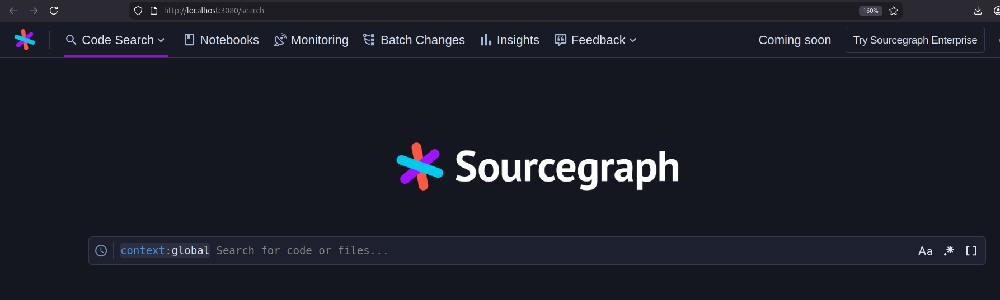 http://localhost:3080/search 160%
Code Search Notebooks Monitoring Batch Changes Insights Feedback Coming soon Try Sourcegraph Enterprise
Sourcegraph
context:global Search for code or files... Aa .* []